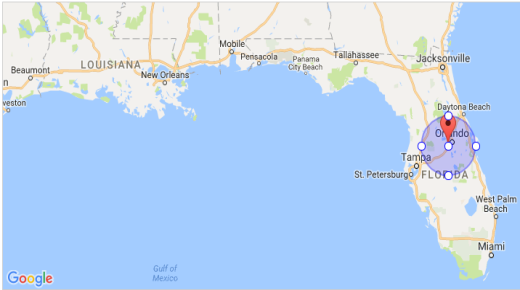 Mobile
Tallahassee
Pensacola
Panama
City Beach
Jacksonville
LOUISIANA
Beaumont
New Orleans
n
veston
Daytona Beach
Orlando
Tampa
St. Petersburg
FLORIDA
West Palm
Beach
Miami
Gulf of
Mexico
Google